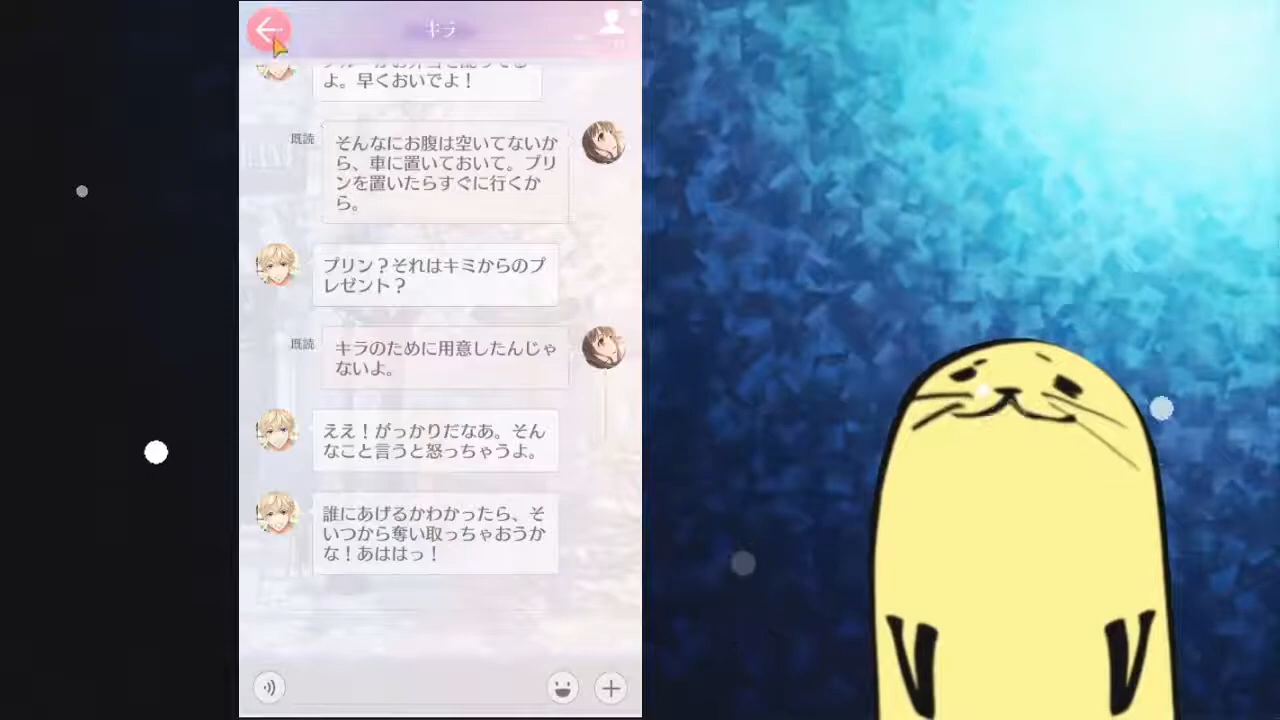 キラ
よ。早くおいでよ！
既読
そんなにお腹は空いてないか
ら、車に置いておいて。プリ
ンを置いたらすぐに行くか
ら。
プリン？それはキミからのプ
レゼント？
既読
キラのために用意したんじゃ
ないよ。
ええ！がっかりだなあ。そん
なこと言うと怒っちゃうよ。
誰にあげるかわかったら、そ
いつから奪い取っちゃおうか
な！あははっ！